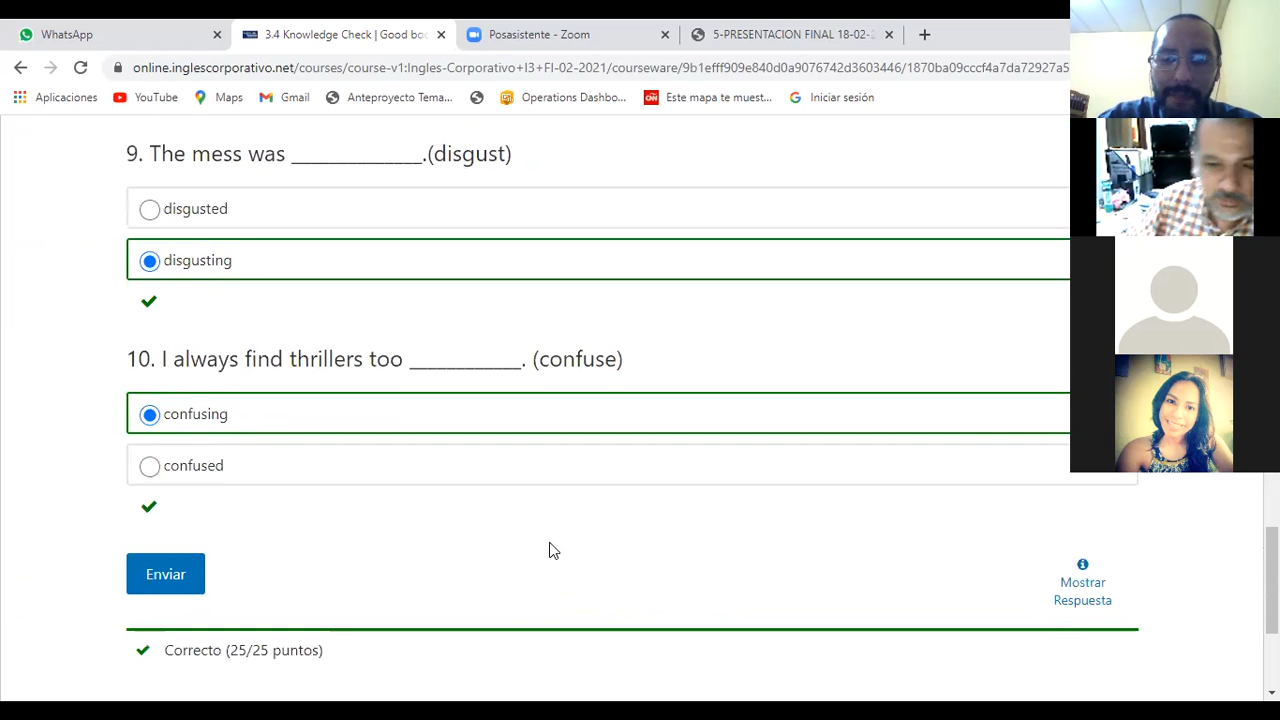 WhatsApp
3.4 Knowledge Check | Good boo
Posasistente - Zoom
5-PRESENTACION FINAL 18-02-2
online.inglescorporativo.net/courses/course-v1:Ingles-Corporativo+I3+FI-02-2021/courseware/9b1efff909e840d0a9076742d3603446/1870ba09cccf4a7da72927a5
Aplicaciones
YouTube
Maps
Gmail
Anteproyecto Tema...
Operations Dashbo...
Este mapa te muest...
Iniciar sesión
9. The mess was ____________.(disgust)
disgusted
disgusting
10. I always find thrillers too __________. (confuse)
confusing
confused
Enviar
Mostrar
Respuesta
Correcto (25/25 puntos)